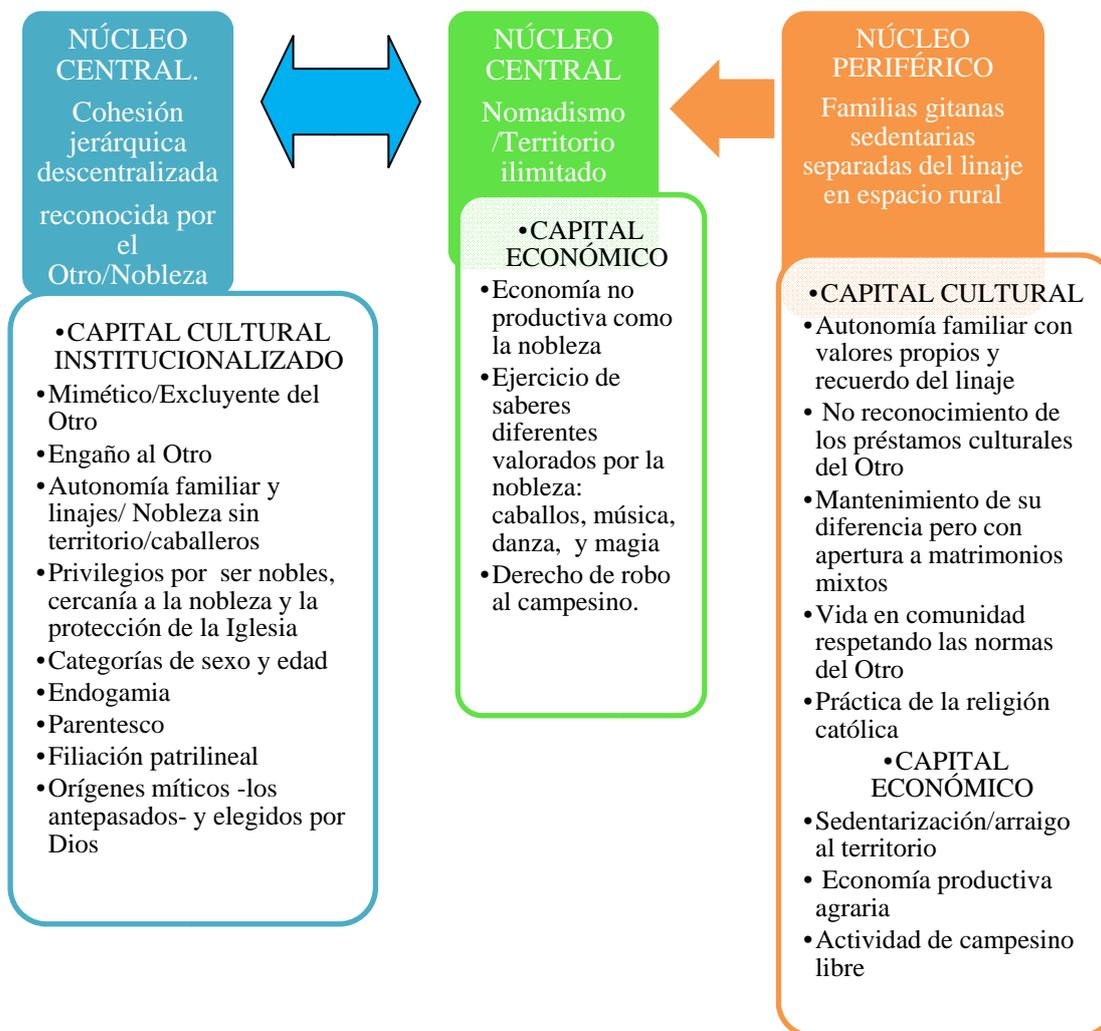 NÚCLEO
CENTRAL.
Cohesión
jerárquica
descentralizada
reconocida por
el
Otro/Nobleza
•CAPITAL CULTURAL
INSTITUCIONALIZADO
•Mimético/Excluyente del
Otro
•Engaño al Otro
•Autonomía familiar y
linajes/ Nobleza sin
territorio/caballeros
•Privilegios por ser nobles,
cercanía a la nobleza y la
protección de la Iglesia
•Categorías de sexo y edad
•Endogamia
•Parentesco
•Filiación patrilineal
•Orígenes míticos -los
antepasados- y elegidos por
Dios
NÚCLEO
CENTRAL
Nomadismo
/Territorio
ilimitado
•CAPITAL
ECONÓMICO
•Economía no
productiva como
la nobleza
•Ejercicio de
saberes
diferentes
valorados por la
nobleza:
caballos, música,
danza, y magia
•Derecho de robo
al campesino.
NÚCLEO
PERIFÉRICO
Familias gitanas
sedentarias
separadas del linaje
en espacio rural
•CAPITAL CULTURAL
•Autonomía familiar con
valores propios y
recuerdo del linaje
• No reconocimiento de
los préstamos culturales
del Otro
•Mantenimiento de su
diferencia pero con
apertura a matrimonios
mixtos
•Vida en comunidad
respetando las normas
del Otro
•Práctica de la religión
católica
•CAPITAL
ECONÓMICO
•Sedentarización/arraigo
al territorio
• Economía productiva
agraria
•Actividad de campesino
libre